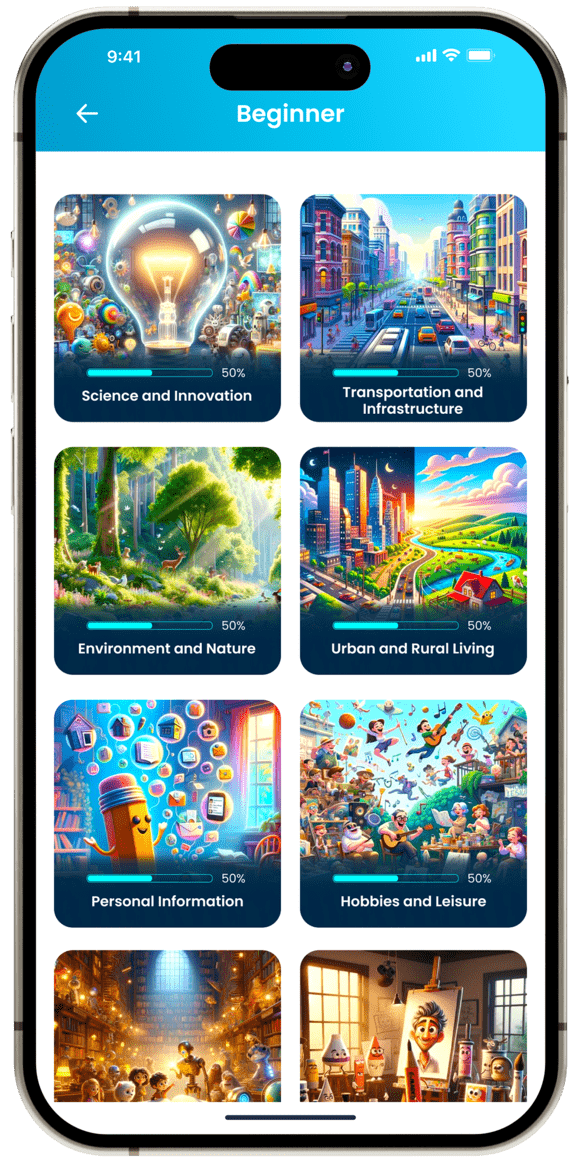 9:41
Beginner
50%
Science and Innovation
50%
Transportation and
Infrastructure
50%
Environment and Nature
50%
Urban and Rural Living
50%
Personal Information
50%
Hobbies and Leisure